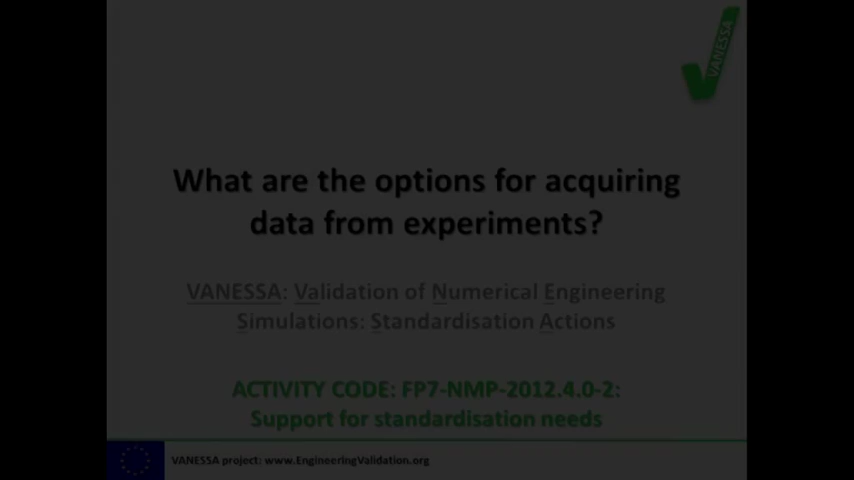 VANESSA
What are the options for acquiring
data from experiments?
VANESSA: Validation of Numerical Engineering
Simulations: Standardisation Actions
ACTIVITY CODE: FP7-NMP-2012.4.0-2:
Support for standardisation needs
VANESSA project: www.EngineeringValidation.org